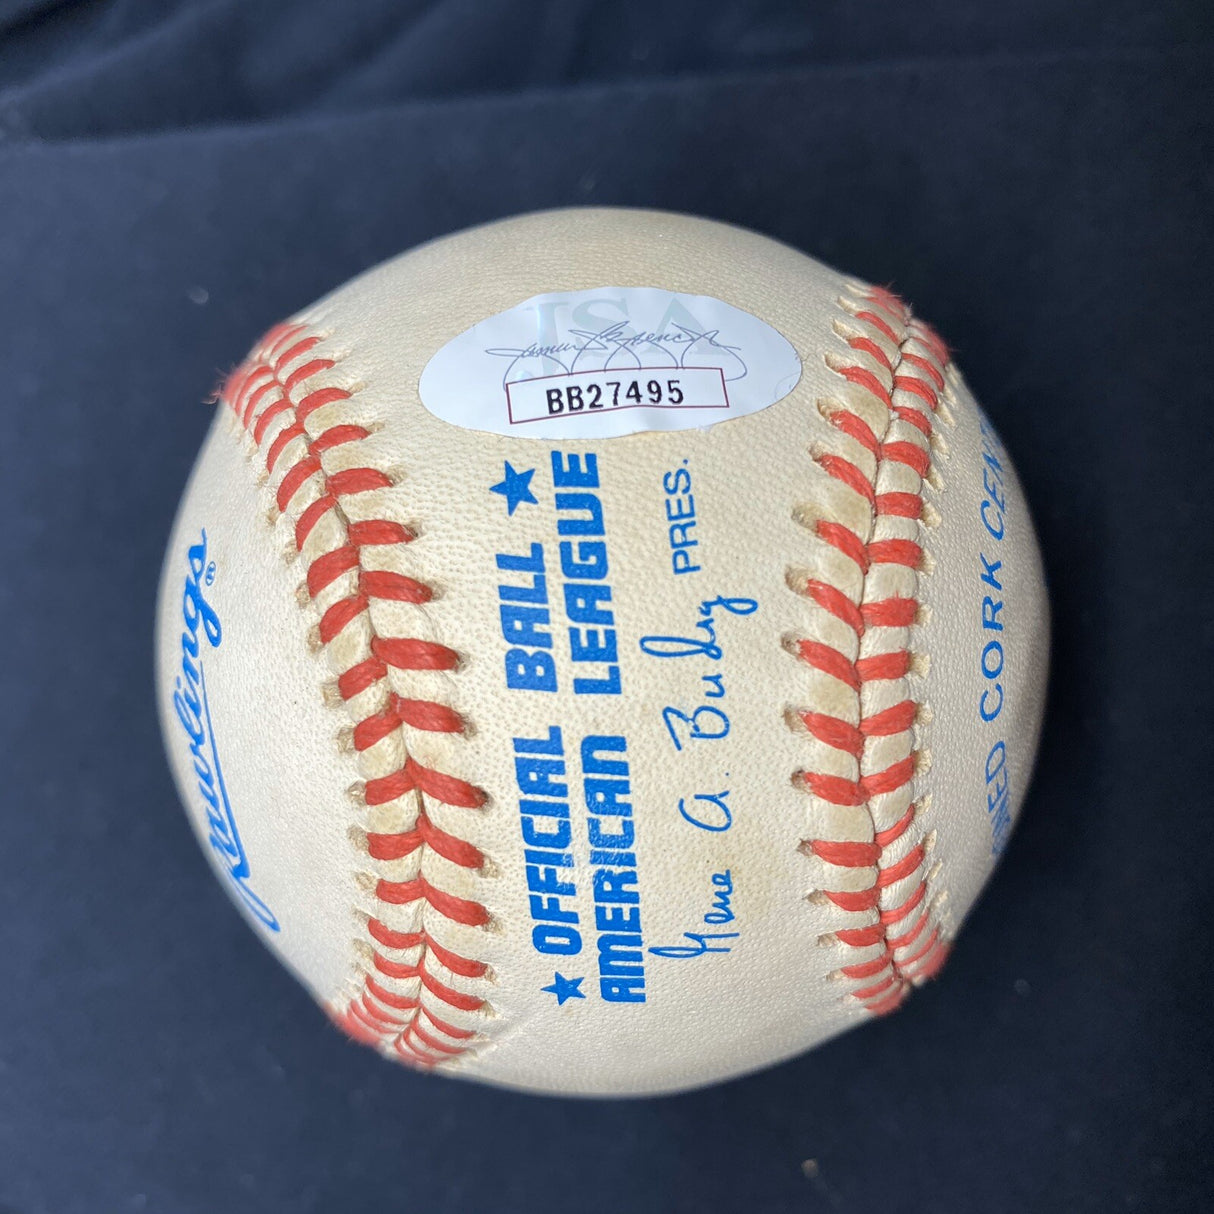 JSA
BB27495
Rawlings®
★ OFFICIAL BALL ★
AMERICAN LEAGUE
Gene A. Budig PRES.
CORK CEN